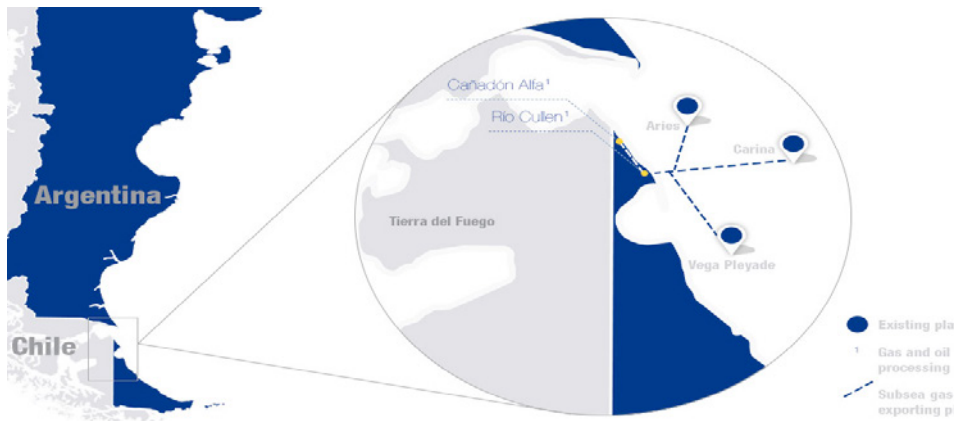 Argentina
Chile
Cañadón Alfa¹
Río Cullen¹
Aries
Carina
Tierra del Fuego
Vega Pleyade
Existing pla
¹ Gas and oil
processing
Subsea gas
exporting p